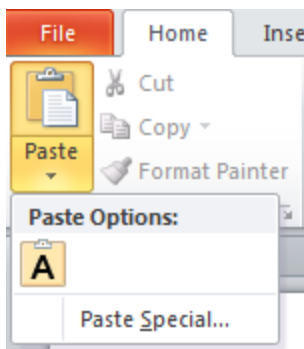 File Home Inse
Cut
Copy
Paste
Format Painter
Paste Options:
A
Paste Special...